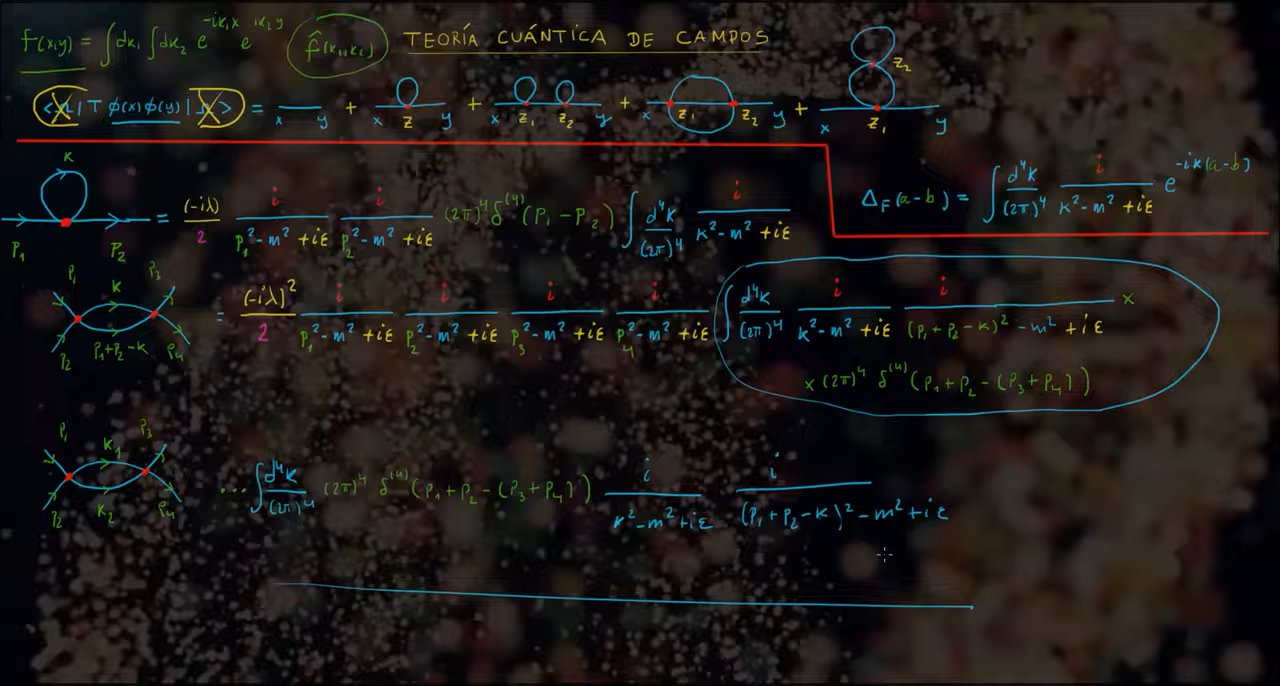 f(x,y) = ∫dk₁ ∫dk₂ e^{-ik₁x} e^{ik₂y} f̂(k₁,k₂) TEORÍA CUÁNTICA DE CAMPOS
<Ω| T ϕ(x) ϕ(y) |Ω> = x y + x z y + x z₁ z₂ y + x z₁ z₂ y + x z₁ z₂ y
Δ_F(a-b) = ∫ d⁴k/(2π)⁴ i/(k²-m²+iε) e^{-ik(a-b)}
k p₁ p₂ = (-iλ)/2 i/(p₁²-m²+iε) i/(p₂²-m²+iε) (2π)⁴ δ⁽⁴⁾(p₁-p₂) ∫ d⁴k/(2π)⁴ i/(k²-m²+iε)
p₁ p₂ k p₁+p₂-k p₃ p₄ = (-iλ)²/2 i/(p₁²-m²+iε) i/(p₂²-m²+iε) i/(p₃²-m²+iε) i/(p₄²-m²+iε) ∫ d⁴k/(2π)⁴ i/(k²-m²+iε) i/((p₁+p₂-k)²-m²+iε) ×
× (2π)⁴ δ⁽⁴⁾(p₁+p₂-(p₃+p₄))
p₁ p₂ k₁ k₂ p₃ p₄ ... ∫ d⁴k/(2π)⁴ (2π)⁴ δ⁽⁴⁾(p₁+p₂-(p₃+p₄)) i/(k²-m²+iε) i/((p₁+p₂-k)²-m²+iε)